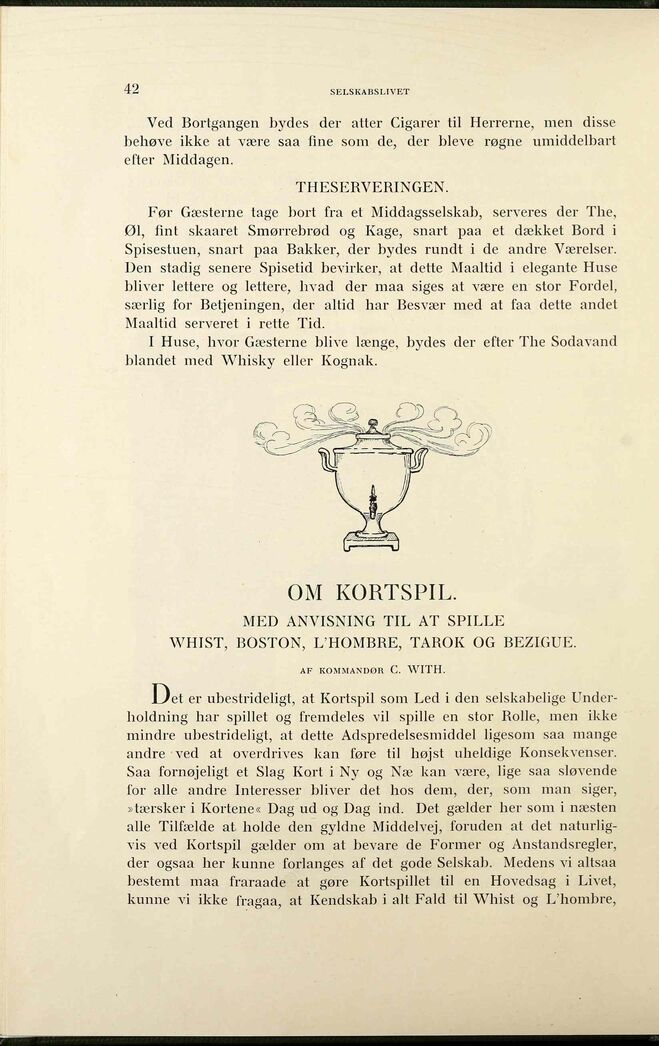 42
SELSKABSLIVET
Ved Bortgangen bydes der atter Cigarer til Herrerne, men disse
behøve ikke at være saa fine som de, der bleve røgne umiddelbart
efter Middagen.
THESERVERINGEN.
Før Gæsterne tage bort fra et Middagsselskab, serveres der The,
Øl, fint skaaret Smørrebrød og Kage, snart paa et dækket Bord i
Spisestuen, snart paa Bakker, der bydes rundt i de andre Værelser.
Den stadig senere Spisetid bevirker, at dette Maaltid i elegante Huse
bliver lettere og lettere, hvad der maa siges at være en stor Fordel,
særlig for Betjeningen, der altid har Besvær med at faa dette andet
Maaltid serveret i rette Tid.
I Huse, hvor Gæsterne blive længe, bydes der efter The Sodavand
blandet med Whisky eller Kognak.
OM KORTSPIL.
MED ANVISNING TIL AT SPILLE
WHIST, BOSTON, L'HOMBRE, TAROK OG BEZIGUE.
AF KOMMANDØR C. WITH.
Det er ubestrideligt, at Kortspil som Led i den selskabelige Under-
holdning har spillet og fremdeles vil spille en stor Rolle, men ikke
mindre ubestrideligt, at dette Adspredelsesmiddel ligesom saa mange
andre ved at overdrives kan føre til højst uheldige Konsekvenser.
Saa fornøjeligt et Slag Kort i Ny og Næ kan være, lige saa sløvende
for alle andre Interesser bliver det hos dem, der, som man siger,
»tærsker i Kortene« Dag ud og Dag ind. Det gælder her som i næsten
alle Tilfælde at holde den gyldne Middelvej, foruden at det naturlig-
vis ved Kortspil gælder om at bevare de Former og Anstandsregler,
der ogsaa her kunne forlanges af det gode Selskab. Medens vi altsaa
bestemt maa fraraade at gøre Kortspillet til en Hovedsag i Livet,
kunne vi ikke fragaa, at Kendskab i alt Fald til Whist og L'hombre,